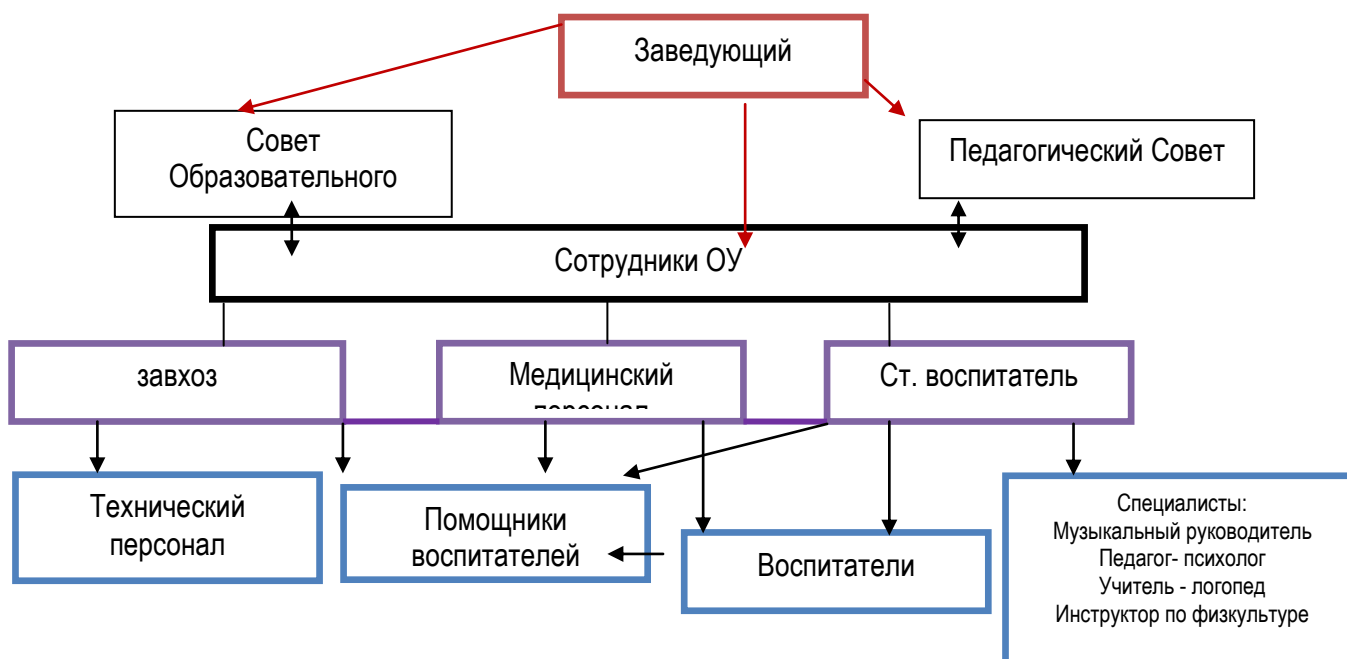 Заведующий
Совет
Образовательного
Педагогический Совет
Сотрудники ОУ
завхоз
Медицинский
персонал
Ст. воспитатель
Технический
персонал
Помощники
воспитателей
Воспитатели
Специалисты:
Музыкальный руководитель
Педагог- психолог
Учитель - логопед
Инструктор по физкультуре